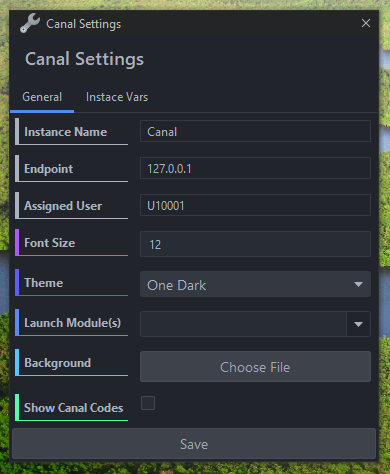 Canal Settings
Canal Settings
General Instace Vars
Instance Name Canal
Endpoint 127.0.0.1
Assigned User U10001
Font Size 12
Theme One Dark
Launch Module(s)
Background Choose File
Show Canal Codes
Save